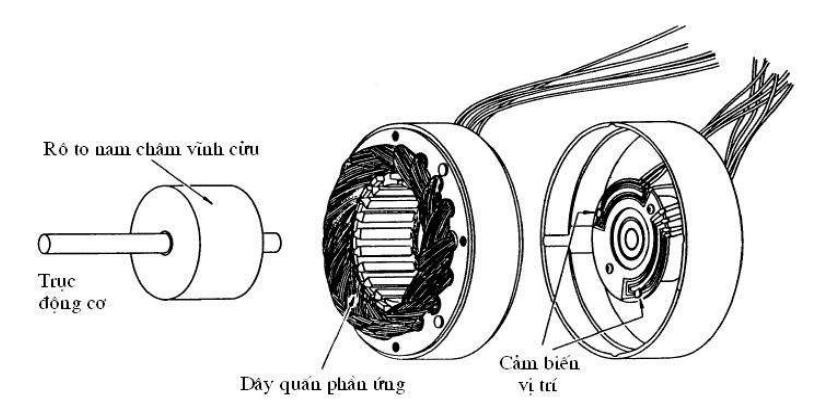 Rô to nam châm vĩnh cửu
Trục
động cơ
Dây quấn phần ứng
Cảm biến
vị trí